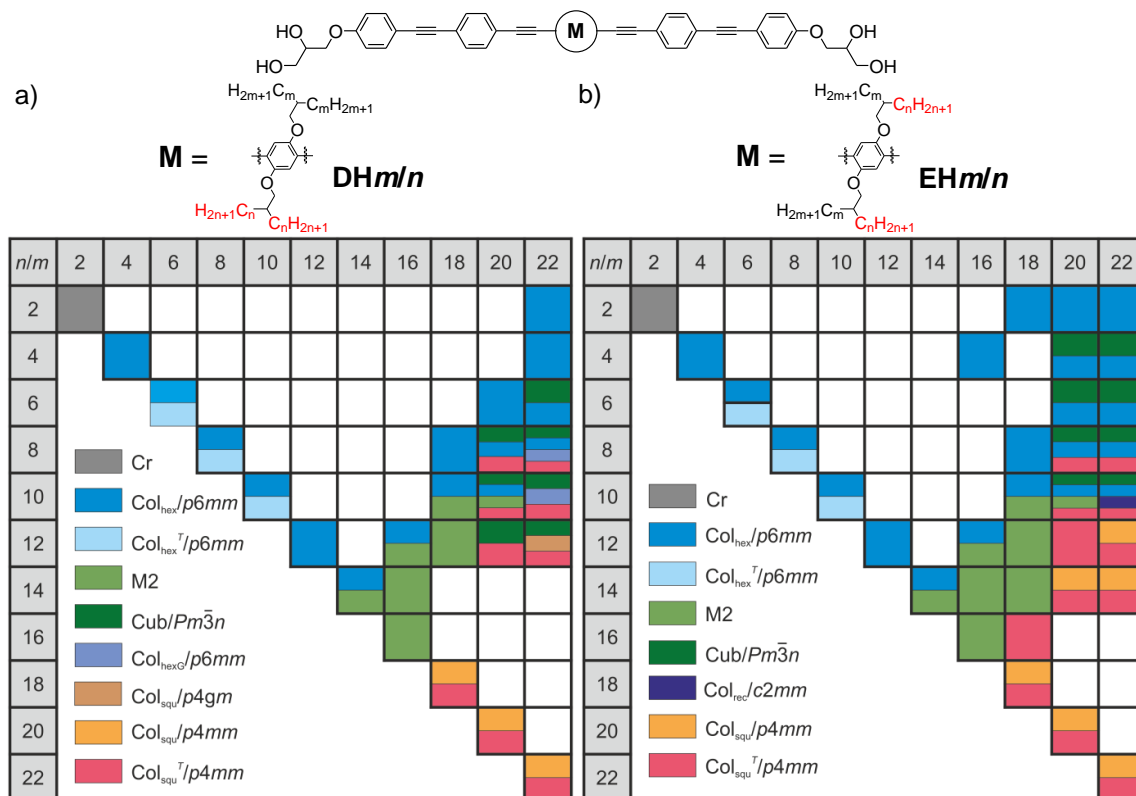 M
HO
HO
O
O
OH
OH
a)
H₂ₘ₊₁Cₘ
CₘH₂ₘ₊₁
O
M =
O
DHm/n
H₂ₙ₊₁Cₙ
CₙH₂ₙ₊₁
b)
H₂ₘ₊₁Cₘ
CₙH₂ₙ₊₁
O
M =
O
EHm/n
H₂ₘ₊₁Cₘ
CₙH₂ₙ₊₁
n/m 2 4 6 8 10 12 14 16 18 20 22
2
4
6
8
10
12
14
16
18
20
22
Cr
Colhex/p6mm
ColhexT/p6mm
M2
Cub/Pm3̄n
ColhexG/p6mm
Colsqu/p4gm
Colsqu/p4mm
ColsquT/p4mm
n/m 2 4 6 8 10 12 14 16 18 20 22
2
4
6
8
10
12
14
16
18
20
22
Cr
Colhex/p6mm
ColhexT/p6mm
M2
Cub/Pm3̄n
Colrec/c2mm
Colsqu/p4mm
ColsquT/p4mm